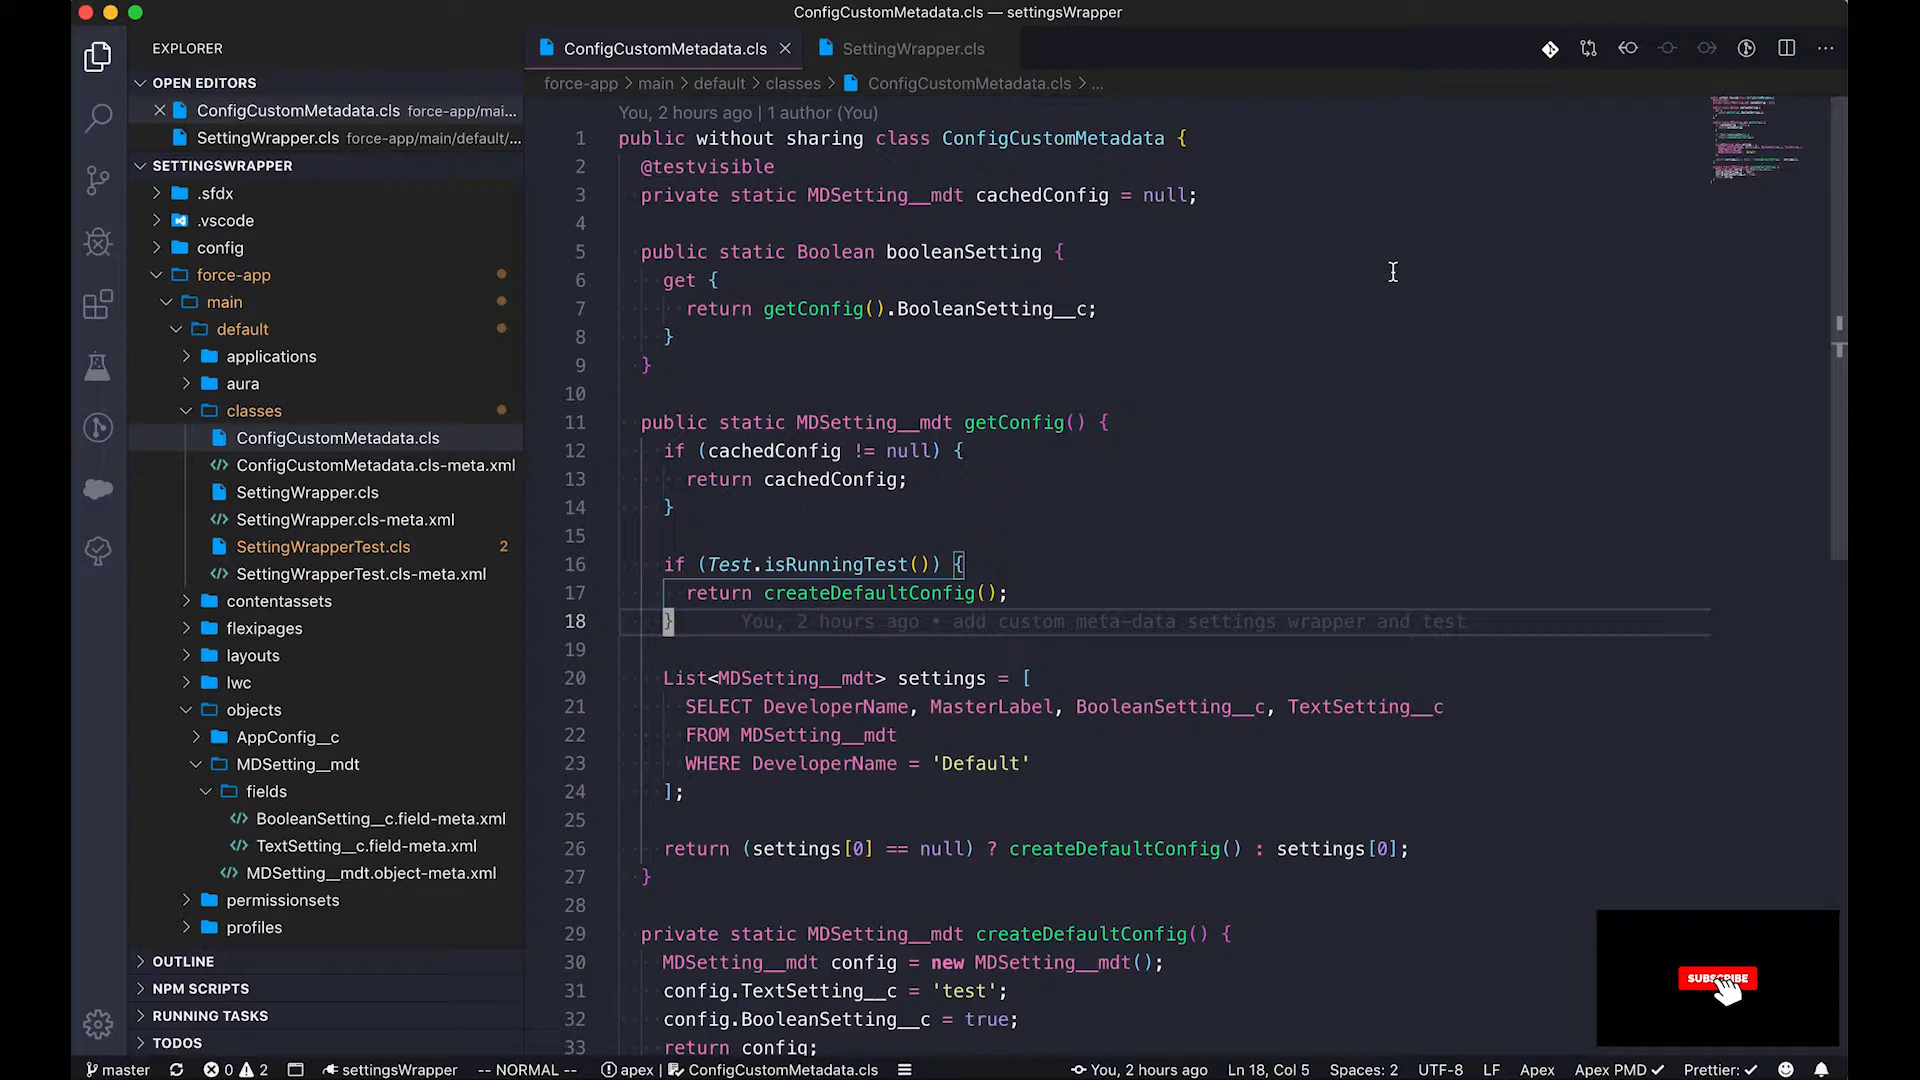 ConfigCustomMetadata.cls — settingsWrapper
EXPLORER
OPEN EDITORS
ConfigCustomMetadata.cls force-app/mai...
SettingWrapper.cls force-app/main/default/...
SETTINGSWRAPPER
.sfdx
.vscode
config
force-app
main
default
applications
aura
classes
ConfigCustomMetadata.cls
ConfigCustomMetadata.cls-meta.xml
SettingWrapper.cls
SettingWrapper.cls-meta.xml
SettingWrapperTest.cls 2
SettingWrapperTest.cls-meta.xml
contentassets
flexipages
layouts
lwc
objects
AppConfig__c
MDSetting__mdt
fields
BooleanSetting__c.field-meta.xml
TextSetting__c.field-meta.xml
MDSetting__mdt.object-meta.xml
permissionsets
profiles
OUTLINE
NPM SCRIPTS
RUNNING TASKS
TODOS
ConfigCustomMetadata.cls SettingWrapper.cls
force-app > main > default > classes > ConfigCustomMetadata.cls > ...
You, 2 hours ago | 1 author (You)
1 public without sharing class ConfigCustomMetadata {
2 @testvisible
3 private static MDSetting__mdt cachedConfig = null;
4
5 public static Boolean booleanSetting {
6 get {
7 return getConfig().BooleanSetting__c;
8 }
9 }
10
11 public static MDSetting__mdt getConfig() {
12 if (cachedConfig != null) {
13 return cachedConfig;
14 }
15
16 if (Test.isRunningTest()) {
17 return createDefaultConfig();
18 } You, 2 hours ago • add custom meta-data settings wrapper and test
19
20 List<MDSetting__mdt> settings = [
21 SELECT DeveloperName, MasterLabel, BooleanSetting__c, TextSetting__c
22 FROM MDSetting__mdt
23 WHERE DeveloperName = 'Default'
24 ];
25
26 return (settings[0] == null) ? createDefaultConfig() : settings[0];
27 }
28
29 private static MDSetting__mdt createDefaultConfig() {
30 MDSetting__mdt config = new MDSetting__mdt();
31 config.TextSetting__c = 'test';
32 config.BooleanSetting__c = true;
33 return config;
SUBSCRIBE
master 0 2 settingsWrapper -- NORMAL -- apex | ConfigCustomMetadata.cls You, 2 hours ago Ln 18, Col 5 Spaces: 2 UTF-8 LF Apex Apex PMD Prettier: